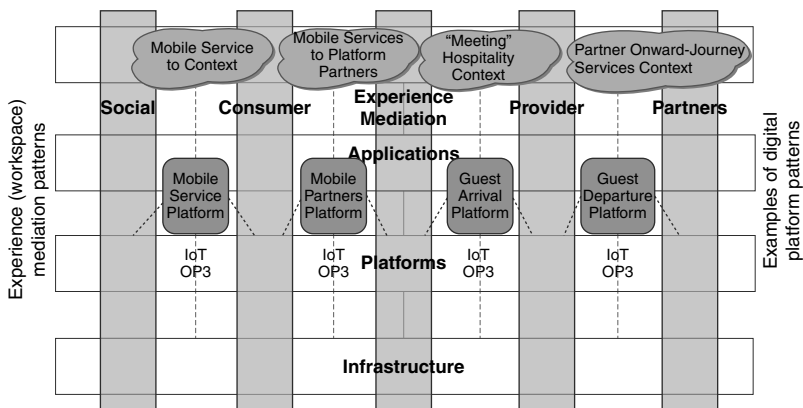 Mobile Service
to Context
Mobile Services
to Platform
Partners
“Meeting”
Hospitality
Context
Partner Onward-Journey
Services Context
Social
Consumer
Experience
Mediation
Provider
Partners
Applications
Mobile
Service
Platform
Mobile
Partners
Platform
Guest
Arrival
Platform
Guest
Departure
Platform
IoT
OP3
IoT
OP3
Platforms
IoT
OP3
IoT
OP3
Infrastructure
Experience (workspace)
mediation patterns
Examples of digital
platform patterns